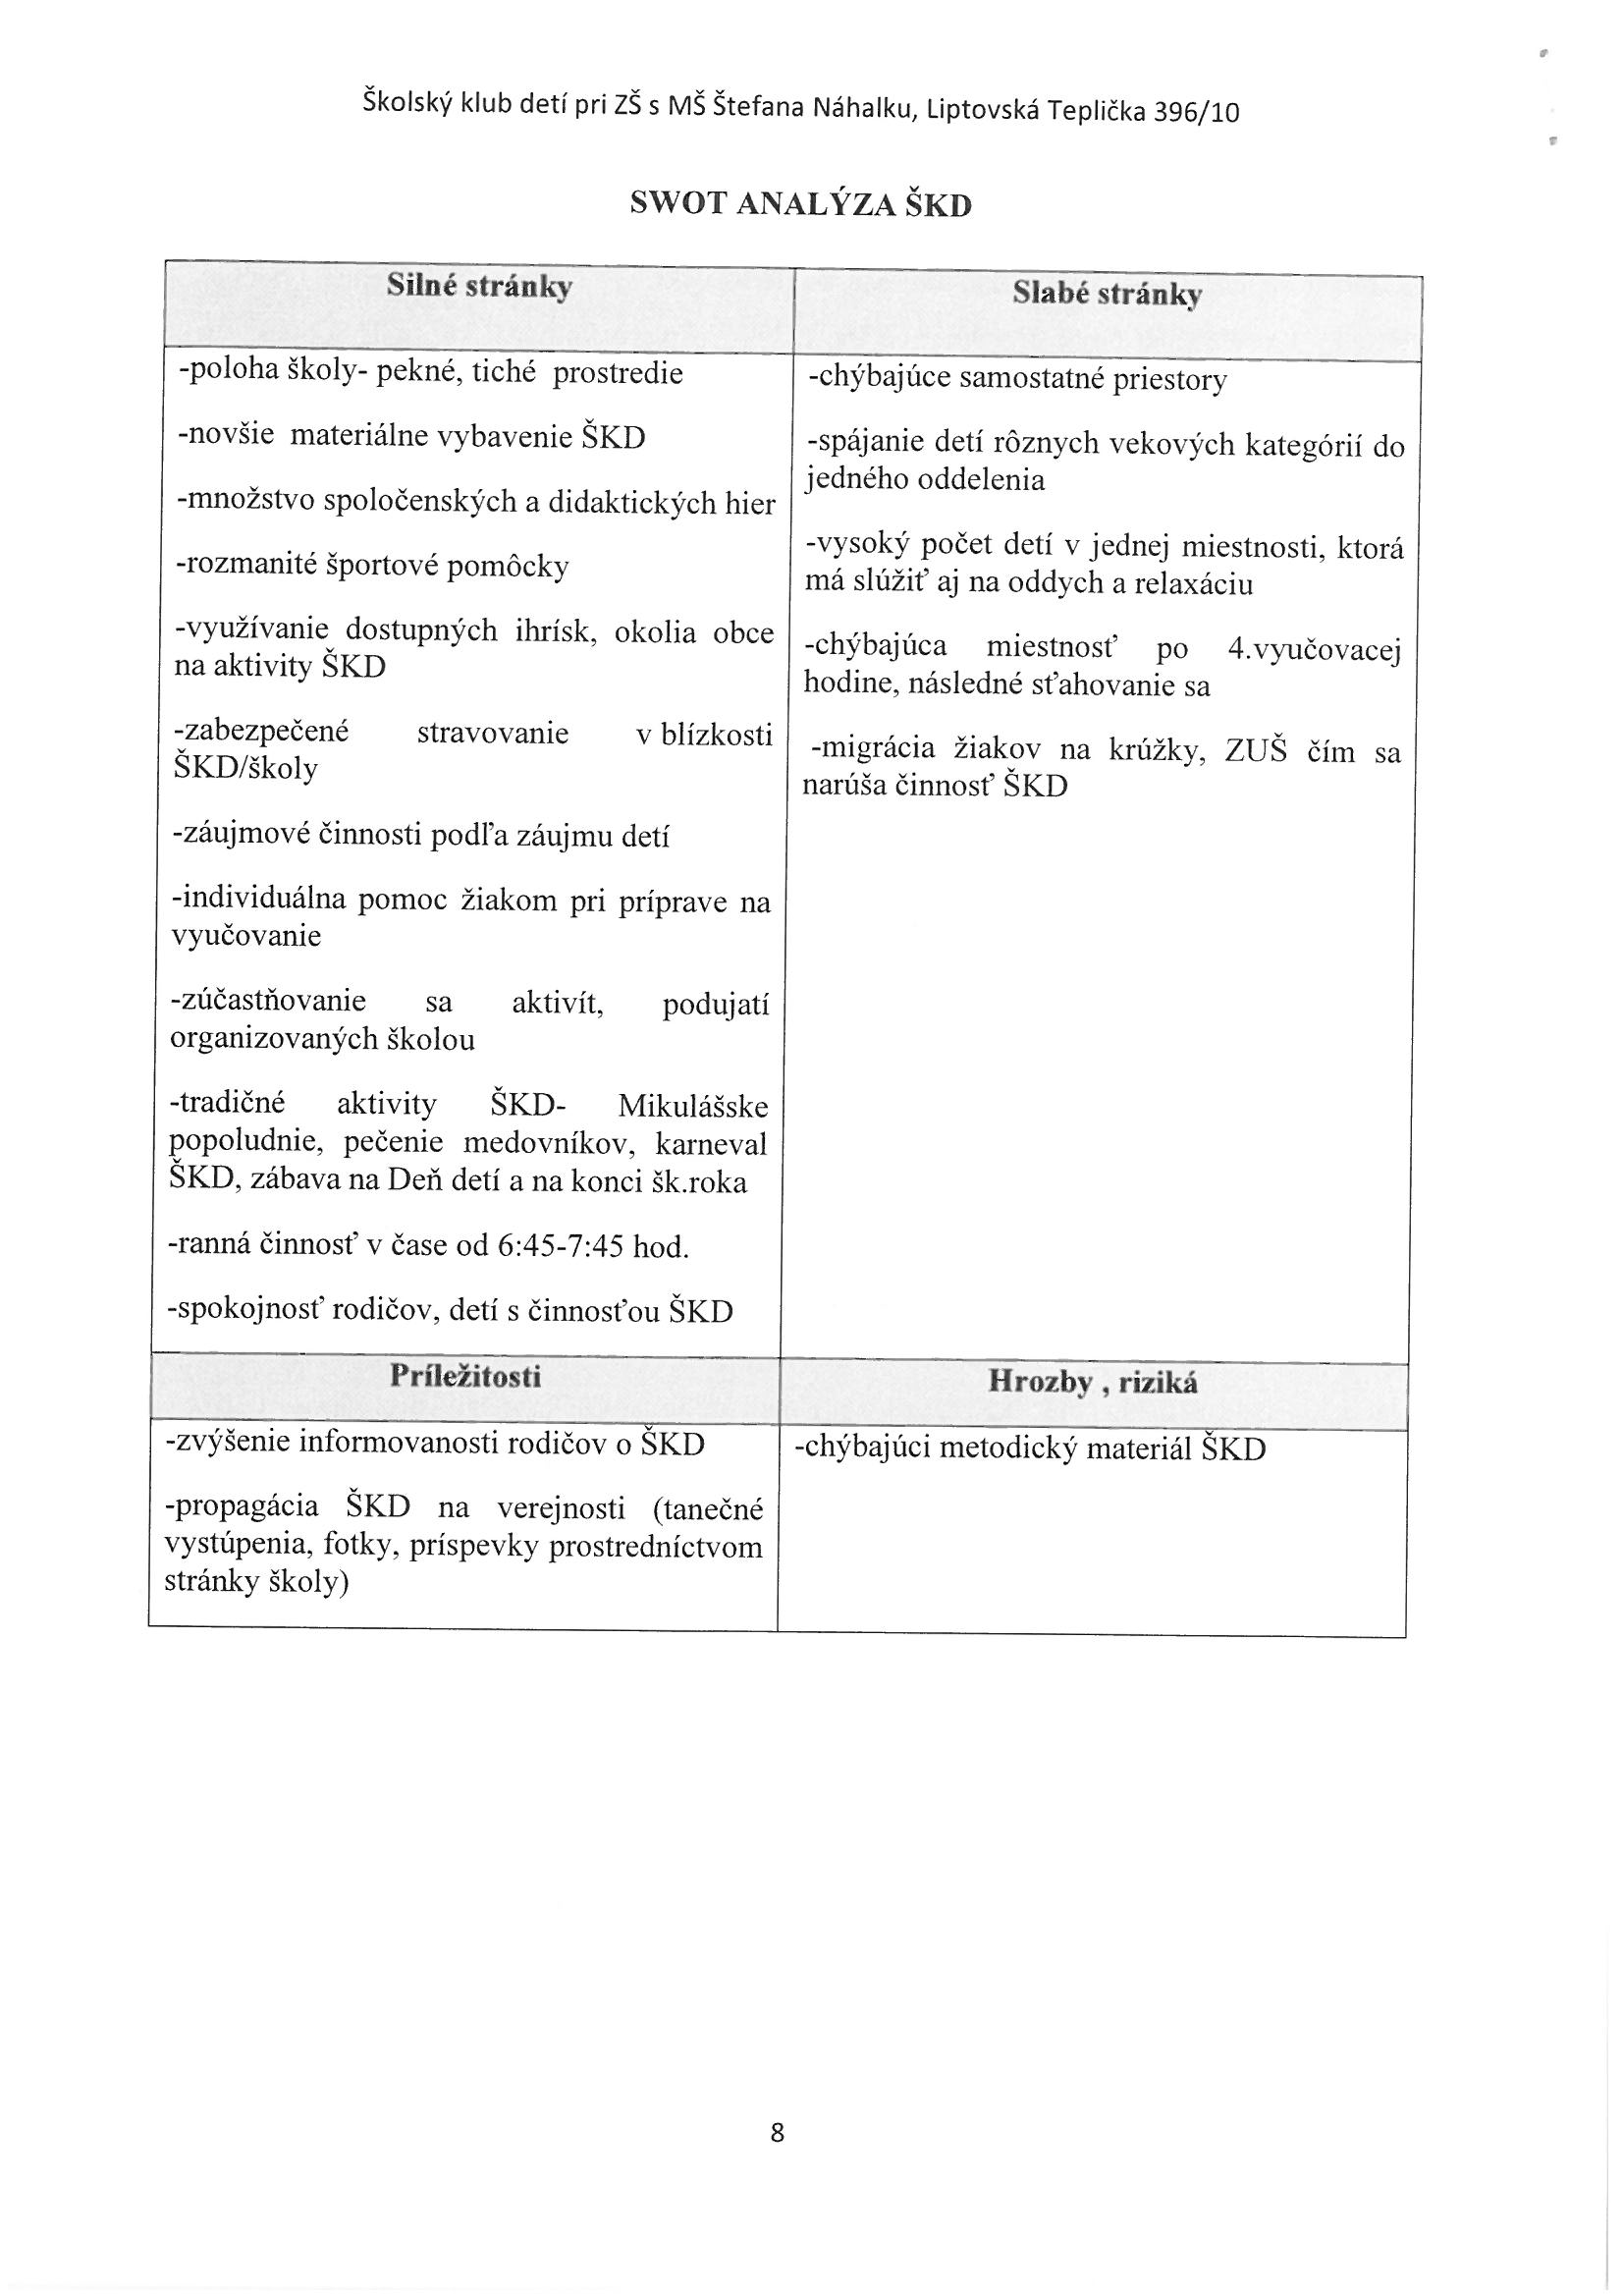 Školský klub detí pri ZŠ s MŠ Štefana Náhalku, Liptovská Teplička 396/10
SWOT ANALÝZA ŠKD
Silné stránky
-poloha školy- pekné, tiché prostredie
-novšie materiálne vybavenie ŠKD
-množstvo spoločenských a didaktických hier
-rozmanité športové pomôcky
-využívanie dostupných ihrísk, okolia obce
na aktivity ŠKD
-zabezpečené stravovanie v blízkosti
ŠKD/školy
-záujmové činnosti podľa záujmu detí
-individuálna pomoc žiakom pri príprave na
vyučovanie
-zúčastňovanie sa aktivít, podujatí
organizovaných školou
-tradičné aktivity ŠKD- Mikulášske
popoludnie, pečenie medovníkov, karneval
ŠKD, zábava na Deň detí a na konci šk.roka
-ranná činnosť v čase od 6:45-7:45 hod.
-spokojnosť rodičov, detí s činnosťou ŠKD
Slabé stránky
-chýbajúce samostatné priestory
-spájanie detí rôznych vekových kategórií do
jedného oddelenia
-vysoký počet detí v jednej miestnosti, ktorá
má slúžiť aj na oddych a relaxáciu
-chýbajúca miestnosť po 4.vyučovacej
hodine, následné sťahovanie sa
-migrácia žiakov na krúžky, ZUŠ čím sa
narúša činnosť ŠKD
Príležitosti
-zvýšenie informovanosti rodičov o ŠKD
-propagácia ŠKD na verejnosti (tanečné
vystúpenia, fotky, príspevky prostredníctvom
stránky školy)
Hrozby , riziká
-chýbajúci metodický materiál ŠKD
8